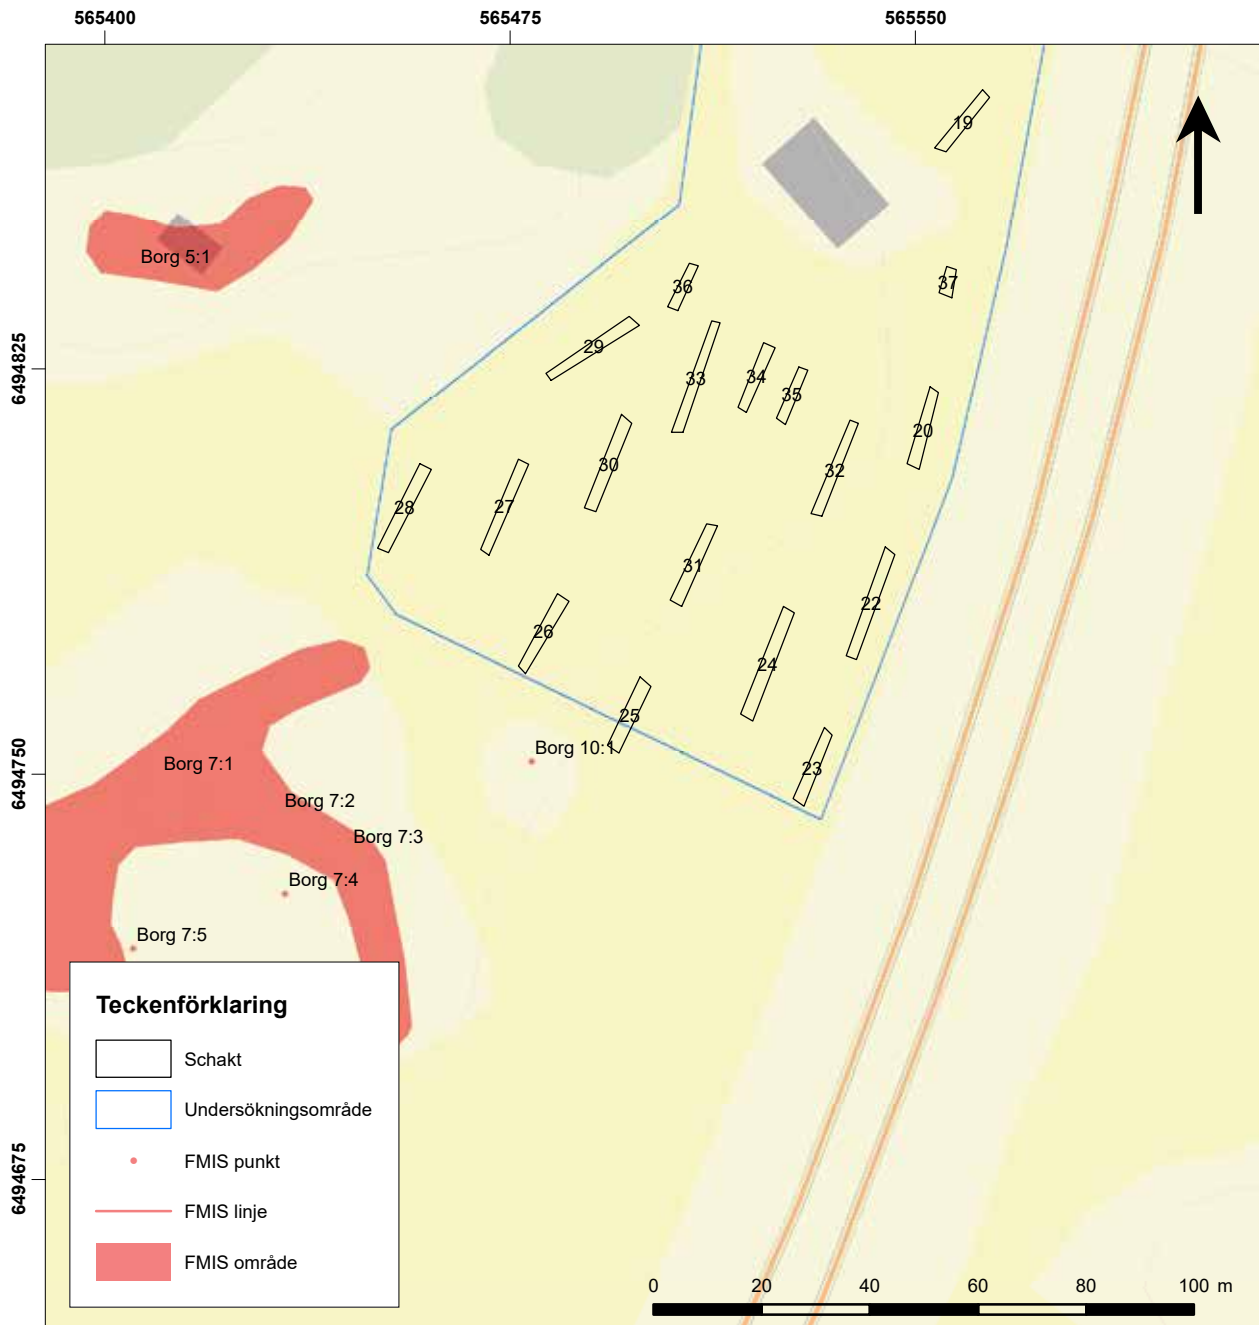 565400
565475
565550
19
Borg 5:1
36
37
29
6494825
33
34
35
20
30
32
28
27
31
22
26
24
25
Borg 10:1
23
6494750
Borg 7:1
Borg 7:2
Borg 7:3
Borg 7:4
Borg 7:5
Teckenförklaring
Schakt
Undersökningsområde
FMIS punkt
6494675
FMIS linje
FMIS område
0 20 40 60 80 100 m